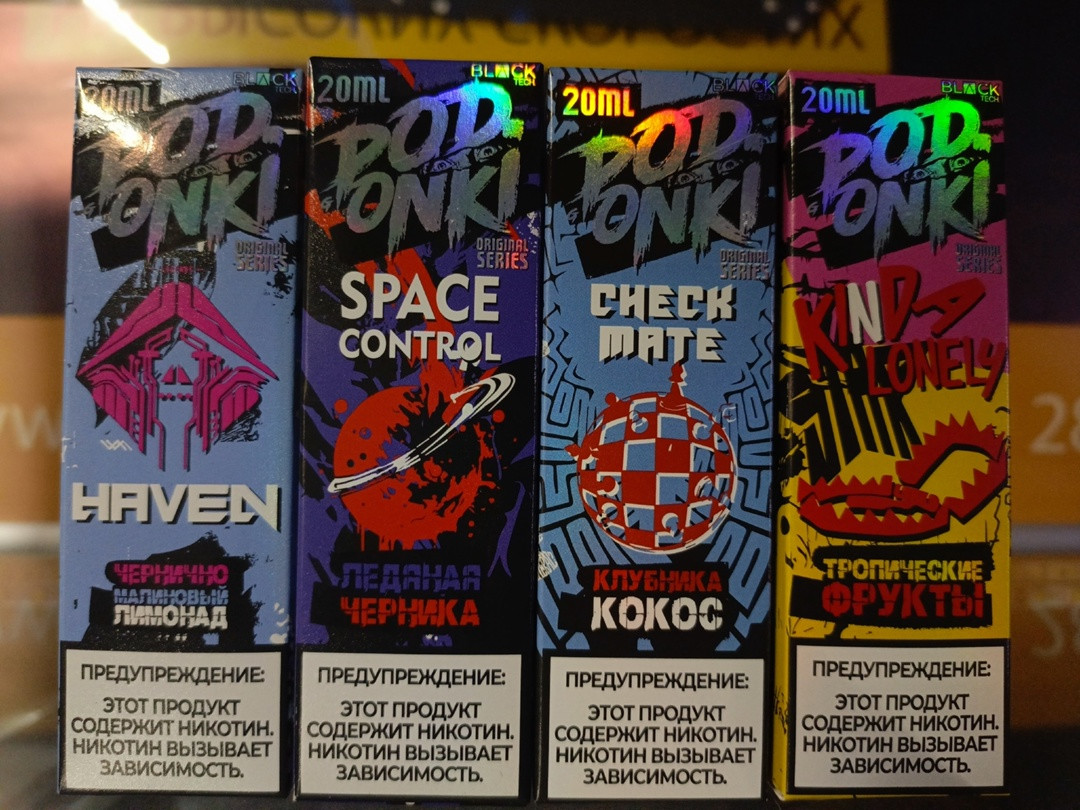 ВЫСОКИХ СКОРОСТЯХ
20ML
BLACK
TECH
POD.
ONKI
ORIGINAL
SERIES
HAVEN
ЧЕРНИЧНО
МАЛИНОВЫЙ
ЛИМОНАД
ПРЕДУПРЕЖДЕНИЕ:
ЭТОТ ПРОДУКТ
СОДЕРЖИТ НИКОТИН.
НИКОТИН ВЫЗЫВАЕТ
ЗАВИСИМОСТЬ.
20ML
BLACK
TECH
POD.
ONKI
ORIGINAL
SERIES
SPACE
CONTROL
ЛЕДЯНАЯ
ЧЕРНИКА
ПРЕДУПРЕЖДЕНИЕ:
ЭТОТ ПРОДУКТ
СОДЕРЖИТ НИКОТИН.
НИКОТИН ВЫЗЫВАЕТ
ЗАВИСИМОСТЬ.
20ML
BLACK
TECH
POD.
ONKI
ORIGINAL
SERIES
CHECK
MATE
КЛУБНИКА
КОКОС
ПРЕДУПРЕЖДЕНИЕ:
ЭТОТ ПРОДУКТ
СОДЕРЖИТ НИКОТИН.
НИКОТИН ВЫЗЫВАЕТ
ЗАВИСИМОСТЬ.
20ML
BLACK
TECH
POD.
ONKI
ORIGINAL
SERIES
KINDA
LONELY
ТРОПИЧЕСКИЕ
ФРУКТЫ
ПРЕДУПРЕЖДЕНИЕ:
ЭТОТ ПРОДУКТ
СОДЕРЖИТ НИКОТИН.
НИКОТИН ВЫЗЫВАЕТ
ЗАВИСИМОСТЬ.
28